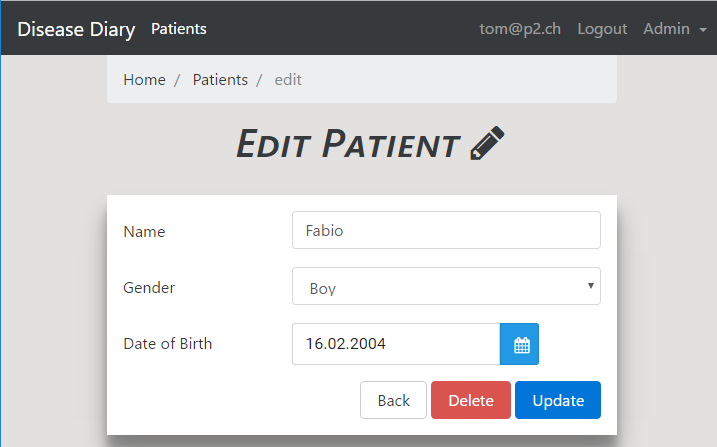 Disease Diary Patients tom@p2.ch Logout Admin
Home / Patients / edit
Edit Patient
Name Fabio
Gender Boy
Date of Birth 16.02.2004
Back Delete Update